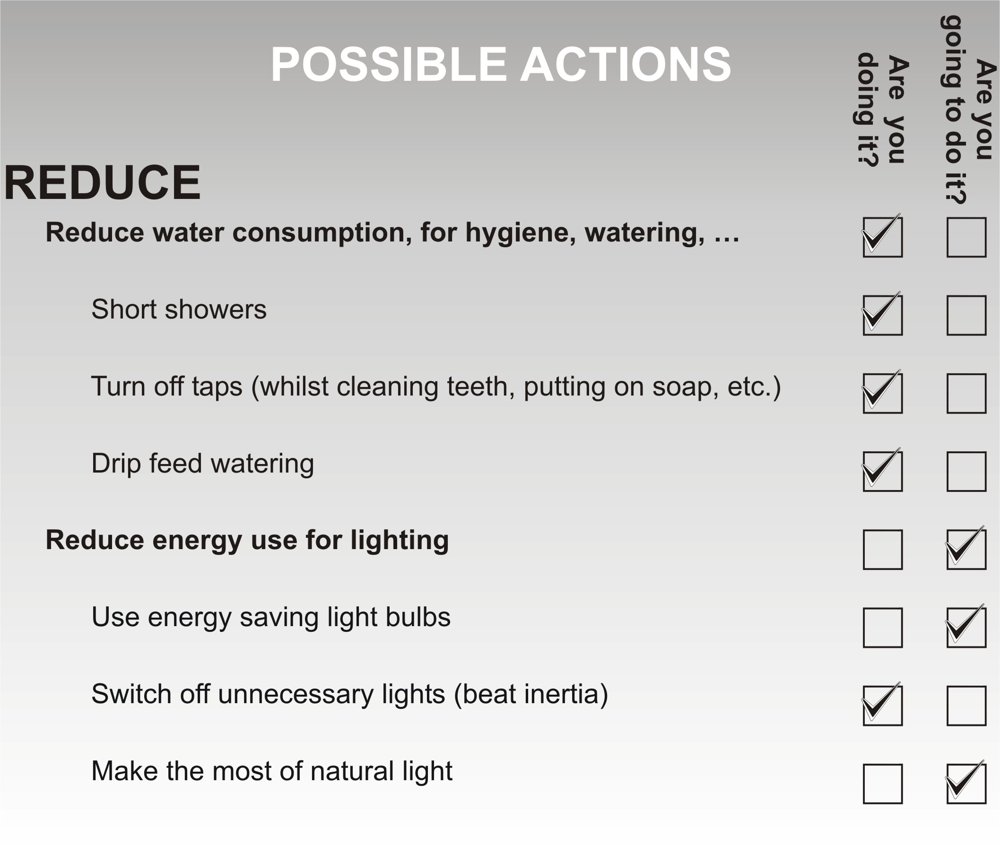 POSSIBLE ACTIONS
Are you
doing it?
Are you
going to do it?
REDUCE
Reduce water consumption, for hygiene, watering, …
Short showers
Turn off taps (whilst cleaning teeth, putting on soap, etc.)
Drip feed watering
Reduce energy use for lighting
Use energy saving light bulbs
Switch off unnecessary lights (beat inertia)
Make the most of natural light